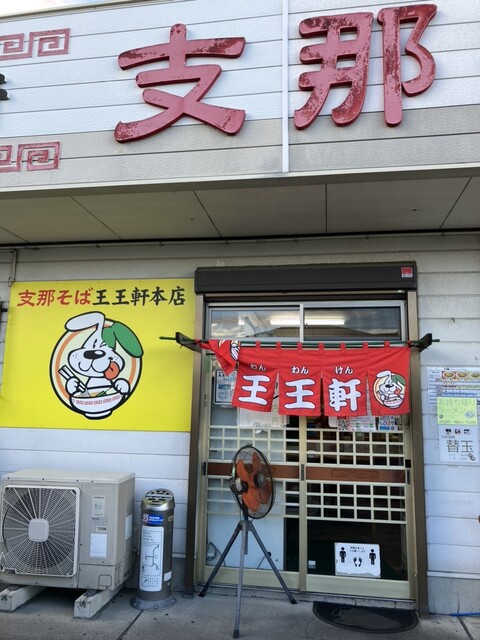 支那
支那そば王王軒本店
わん わん けん
王王軒
替玉